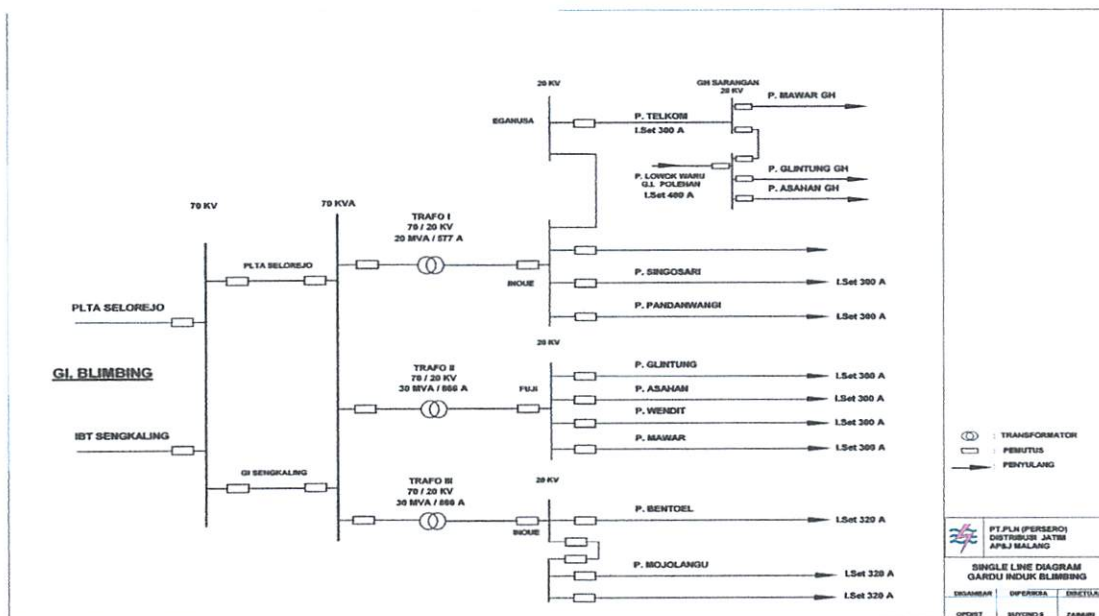 20 KV
GH SARANGAN
20 KV
P. MAWAR GH
EGANUSA
P. TELKOM
I.Set 300 A
P. LOWOK WARU
G.I. POLEHAN
I.Set 400 A
P. GLINTUNG GH
P. ASAHAN GH
70 KV
70 KVA
TRAFO I
70 / 20 KV
20 MVA / 577 A
PLTA SELOREJO
INOUE
P. SINGOSARI
I.Set 300 A
P. PANDANWANGI
I.Set 300 A
PLTA SELOREJO
GI. BLIMBING
20 KV
TRAFO II
70 / 20 KV
30 MVA / 866 A
FUJI
P. GLINTUNG
I.Set 300 A
P. ASAHAN
I.Set 300 A
P. WENDIT
I.Set 300 A
P. MAWAR
I.Set 300 A
IBT SENGKALING
GI SENGKALING
TRAFO III
70 / 20 KV
30 MVA / 866 A
20 KV
INOUE
P. BENTOEL
I.Set 320 A
P. MOJOLANGU
I.Set 320 A
I.Set 320 A
: TRANSFORMATOR
: PEMUTUS
: PENYULANG
PT.PLN (PERSERO)
DISTRIBUSI JATIM
AP&J MALANG
SINGLE LINE DIAGRAM
GARDU INDUK BLIMBING
DIGAMBAR DIPERIKSA